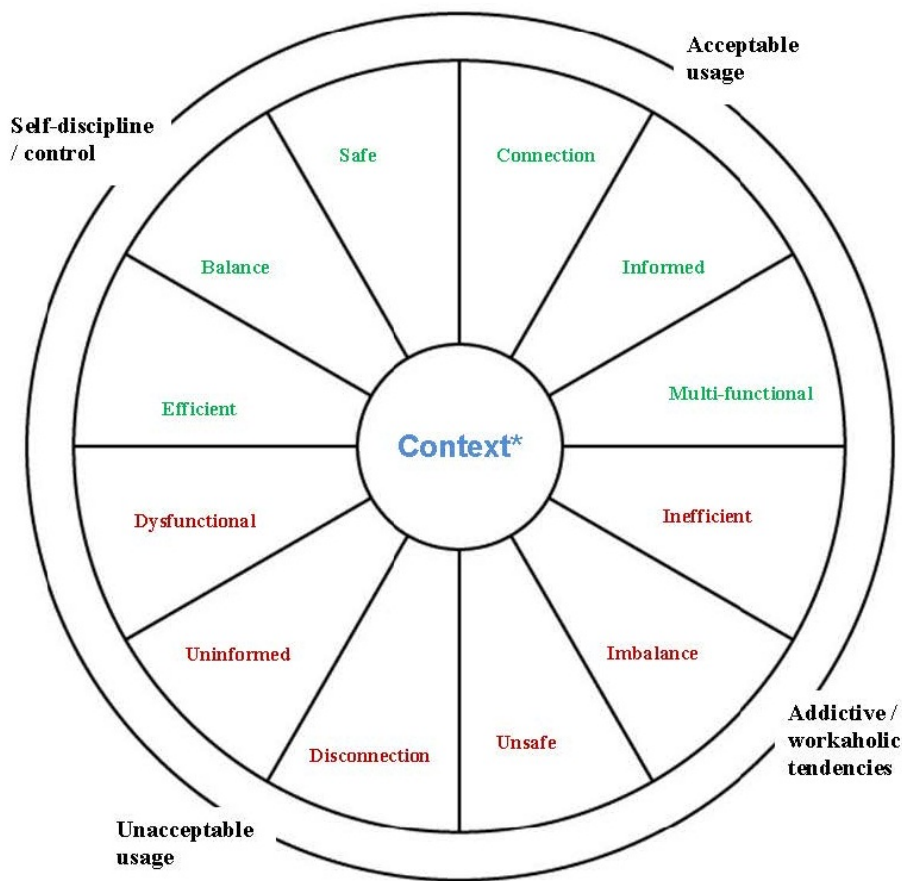 Acceptable
usage
Self-discipline
/ control
Safe
Connection
Balance
Informed
Efficient
Multi-functional
Context*
Dysfunctional
Inefficient
Uninformed
Imbalance
Disconnection
Unsafe
Addictive /
workaholic
tendencies
Unacceptable
usage